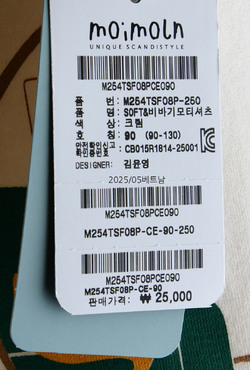 moimoln
UNIQUE SCANDISTYLE
M254TSF08PCE090
품 번: M254TSF08P-250
품 명: SOFT&비바기모티셔츠
색 상: 크림
호 칭: 90 (90-130)
안전확인신고
확인증번호 : CB015R1814-25001
DESIGNER: 김윤영
2025/05베트남
M254TSF08PCE090
M254TSF08P-CE-90-250
M254TSF08PCE090
M254TSF08P-CE-90
판매가격: ₩ 25,000